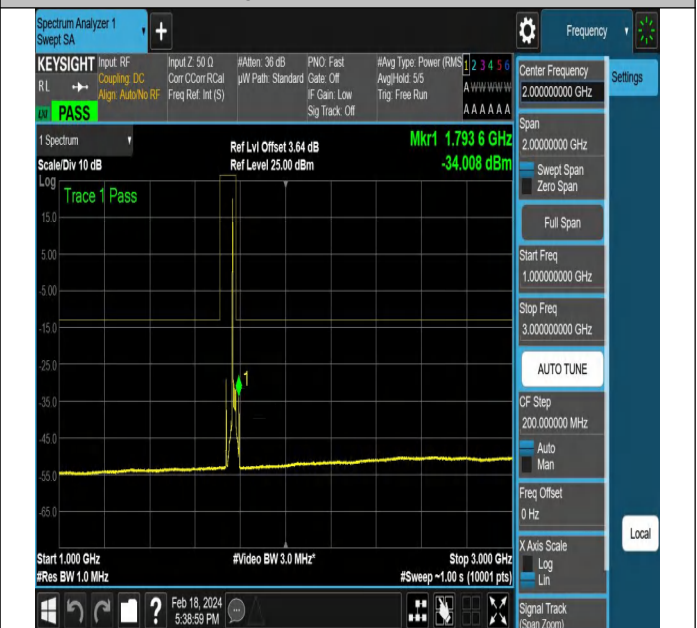 Spectrum Analyzer 1
Swept SA
+
Frequency
KEYSIGHT
Input: RF
Coupling: DC
Align: Auto/No RF
Input Z: 50 Ω
Corr CCorr RCal
Freq Ref: Int (S)
#Atten: 36 dB
µW Path: Standard
PNO: Fast
Gate: Off
IF Gain: Low
Sig Track: Off
#Avg Type: Power (RMS
Avg|Hold: 5/5
Trig: Free Run
1 2 3 4 5 6
A W W W W W
A A A A A A
RL
PASS
Center Frequency
2.000000000 GHz
Settings
Span
2.00000000 GHz
Swept Span
Zero Span
Full Span
Start Freq
1.000000000 GHz
Stop Freq
3.000000000 GHz
AUTO TUNE
CF Step
200.000000 MHz
Auto
Man
Freq Offset
0 Hz
X Axis Scale
Log
Lin
Signal Track
(Span Zoom)
Local
1 Spectrum
Scale/Div 10 dB
Ref Lvl Offset 3.64 dB
Ref Level 25.00 dBm
Mkr1 1.793 6 GHz
-34.008 dBm
Log
Trace 1 Pass
15.0
5.00
-5.00
-15.0
-25.0
-35.0
-45.0
-55.0
-65.0
1
Start 1.000 GHz
#Video BW 3.0 MHz*
Stop 3.000 GHz
#Res BW 1.0 MHz
#Sweep ~1.00 s (10001 pts)
?
Feb 18, 2024
5:38:59 PM